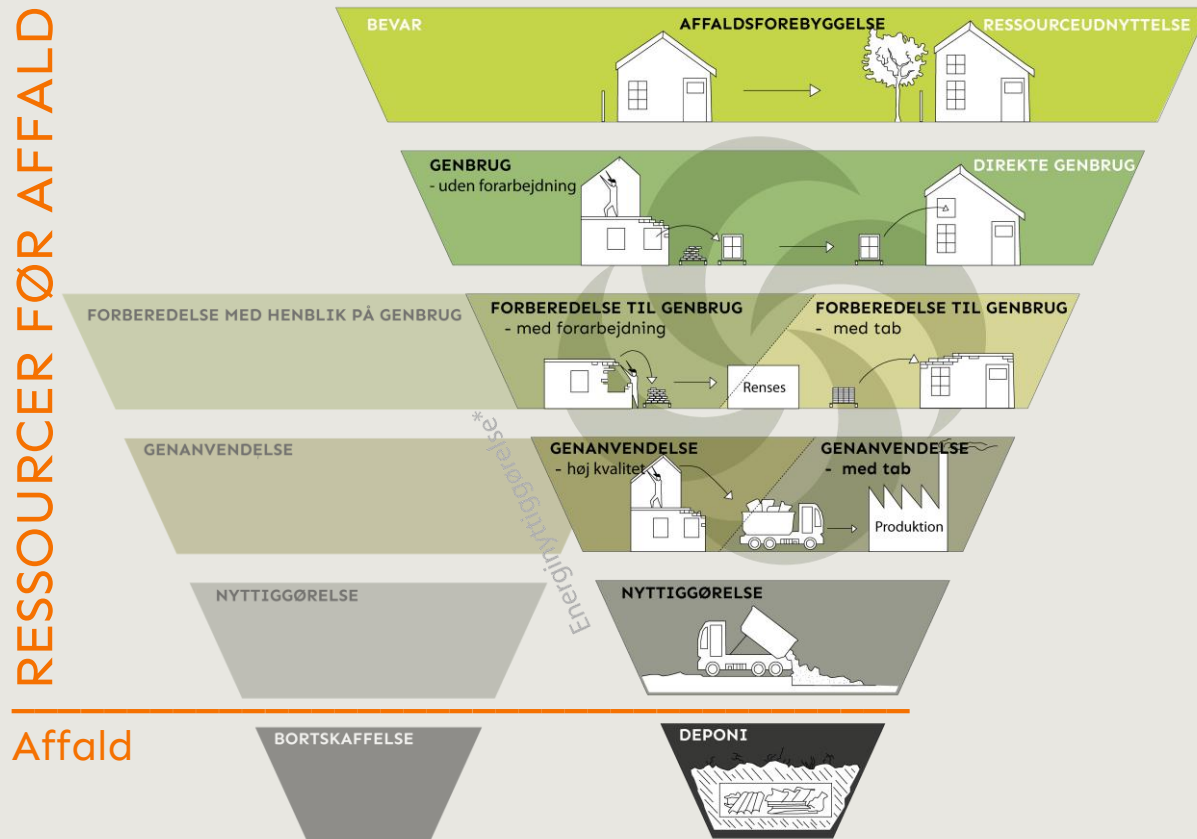 RESSOURCER FØR AFFALD
BEVAR
AFFALDSFOREBYGGELSE
RESSOURCEUDNYTTELSE
GENBRUG
- uden forarbejdning
DIREKTE GENBRUG
FORBEREDELSE MED HENBLIK PÅ GENBRUG
FORBEREDELSE TIL GENBRUG
- med forarbejdning
FORBEREDELSE TIL GENBRUG
- med tab
Renses
GENANVENDELSE
GENANVENDELSE
- høj kvalitet
GENANVENDELSE
- med tab
Produktion
Energinyttiggørelse*
NYTTIGGØRELSE
NYTTIGGØRELSE
Affald
BORTSKAFFELSE
DEPONI